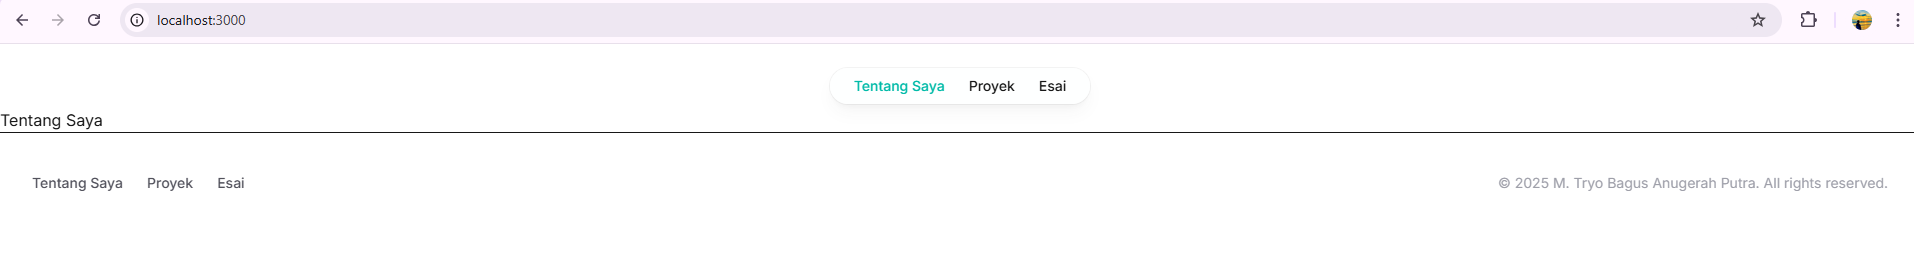 localhost:3000
Tentang Saya Proyek Esai
Tentang Saya
Tentang Saya Proyek Esai © 2025 M. Tryo Bagus Anugerah Putra. All rights reserved.